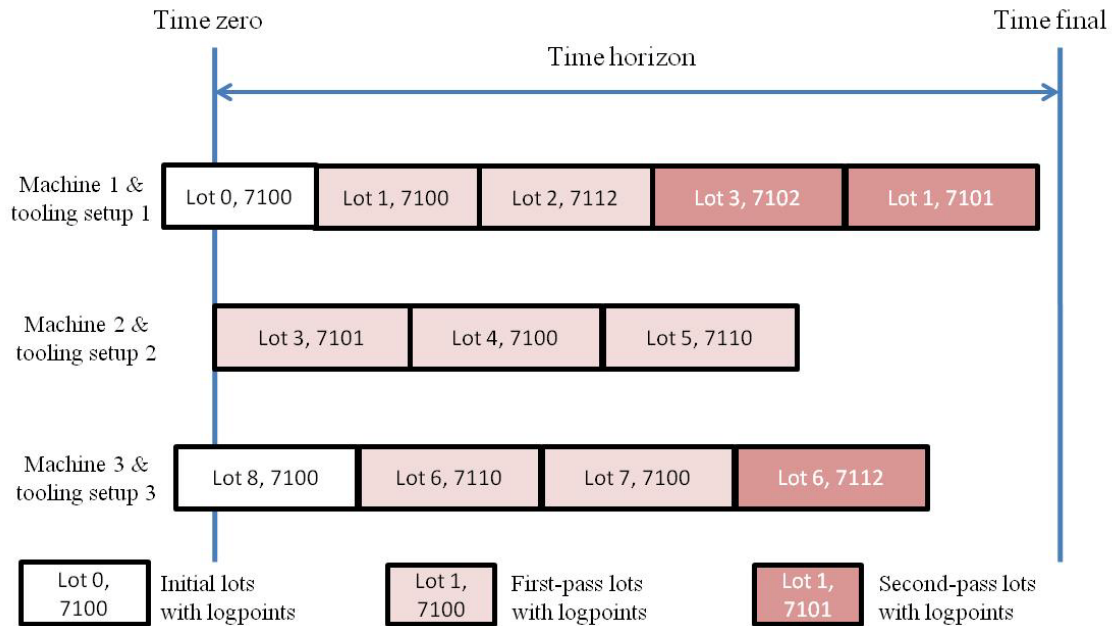 Time zero
Time final
Time horizon
Machine 1 &
tooling setup 1
Lot 0, 7100
Lot 1, 7100
Lot 2, 7112
Lot 3, 7102
Lot 1, 7101
Machine 2 &
tooling setup 2
Lot 3, 7101
Lot 4, 7100
Lot 5, 7110
Machine 3 &
tooling setup 3
Lot 8, 7100
Lot 6, 7110
Lot 7, 7100
Lot 6, 7112
Lot 0,
7100
Initial lots
with logpoints
Lot 1,
7100
First-pass lots
with logpoints
Lot 1,
7101
Second-pass lots
with logpoints